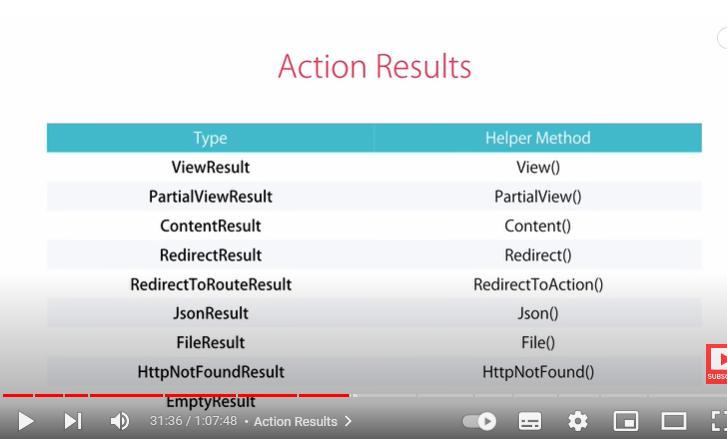 Action Results
Type Helper Method
ViewResult View()
PartialViewResult PartialView()
ContentResult Content()
RedirectResult Redirect()
RedirectToRouteResult RedirectToAction()
JsonResult Json()
FileResult File()
HttpNotFoundResult HttpNotFound()
EmptyResult
31:36 / 1:07:48 • Action Results